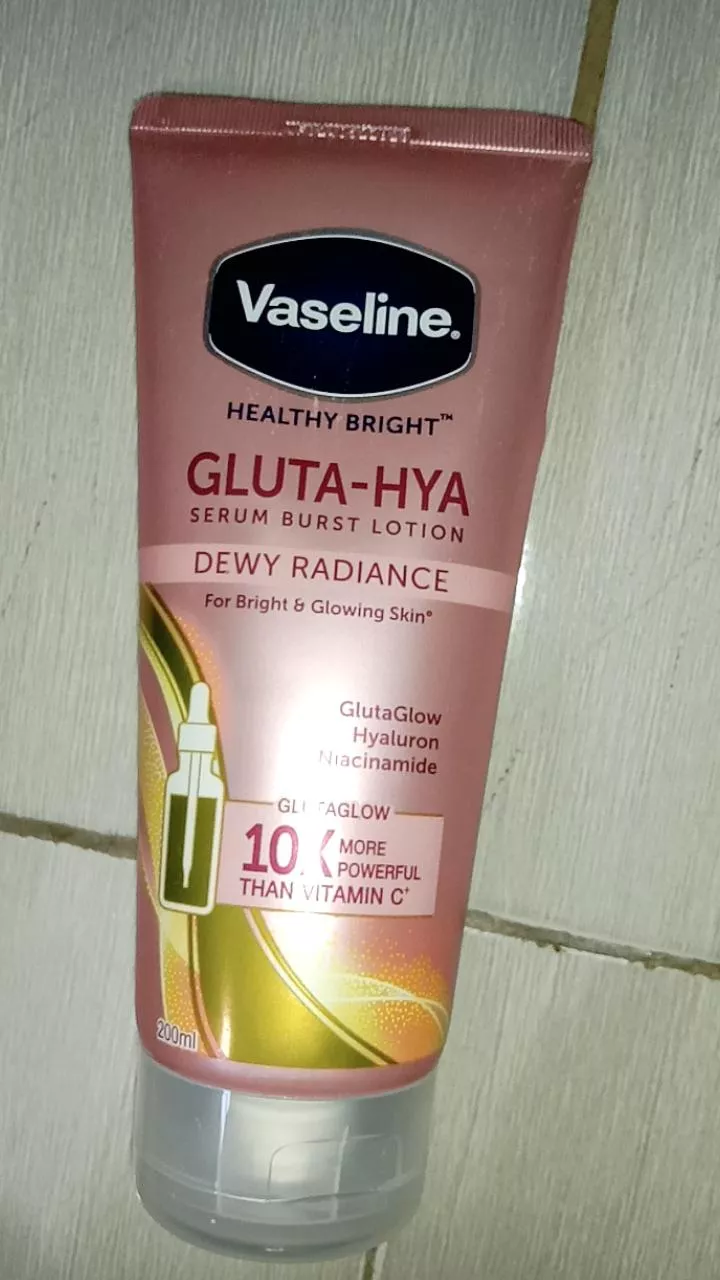 Vaseline.®
HEALTHY BRIGHT™
GLUTA-HYA
SERUM BURST LOTION
DEWY RADIANCE
For Bright & Glowing Skin°
GlutaGlow
Hyaluron
Niacinamide
GLUTAGLOW
10X MORE
POWERFUL
THAN VITAMIN C⁺
200ml